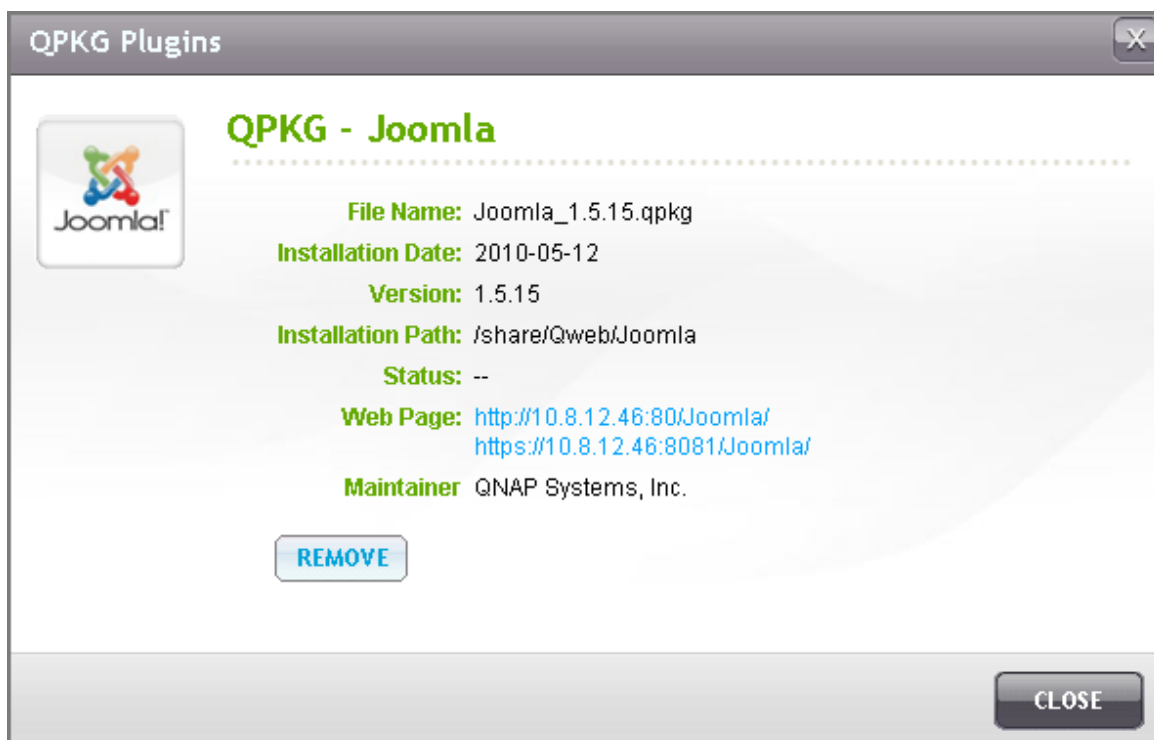 QPKG Plugins
X
QPKG - Joomla
Joomla!
File Name: Joomla_1.5.15.qpkg
Installation Date: 2010-05-12
Version: 1.5.15
Installation Path: /share/Qweb/Joomla
Status: --
Web Page: http://10.8.12.46:80/Joomla/
https://10.8.12.46:8081/Joomla/
Maintainer QNAP Systems, Inc.
REMOVE
CLOSE